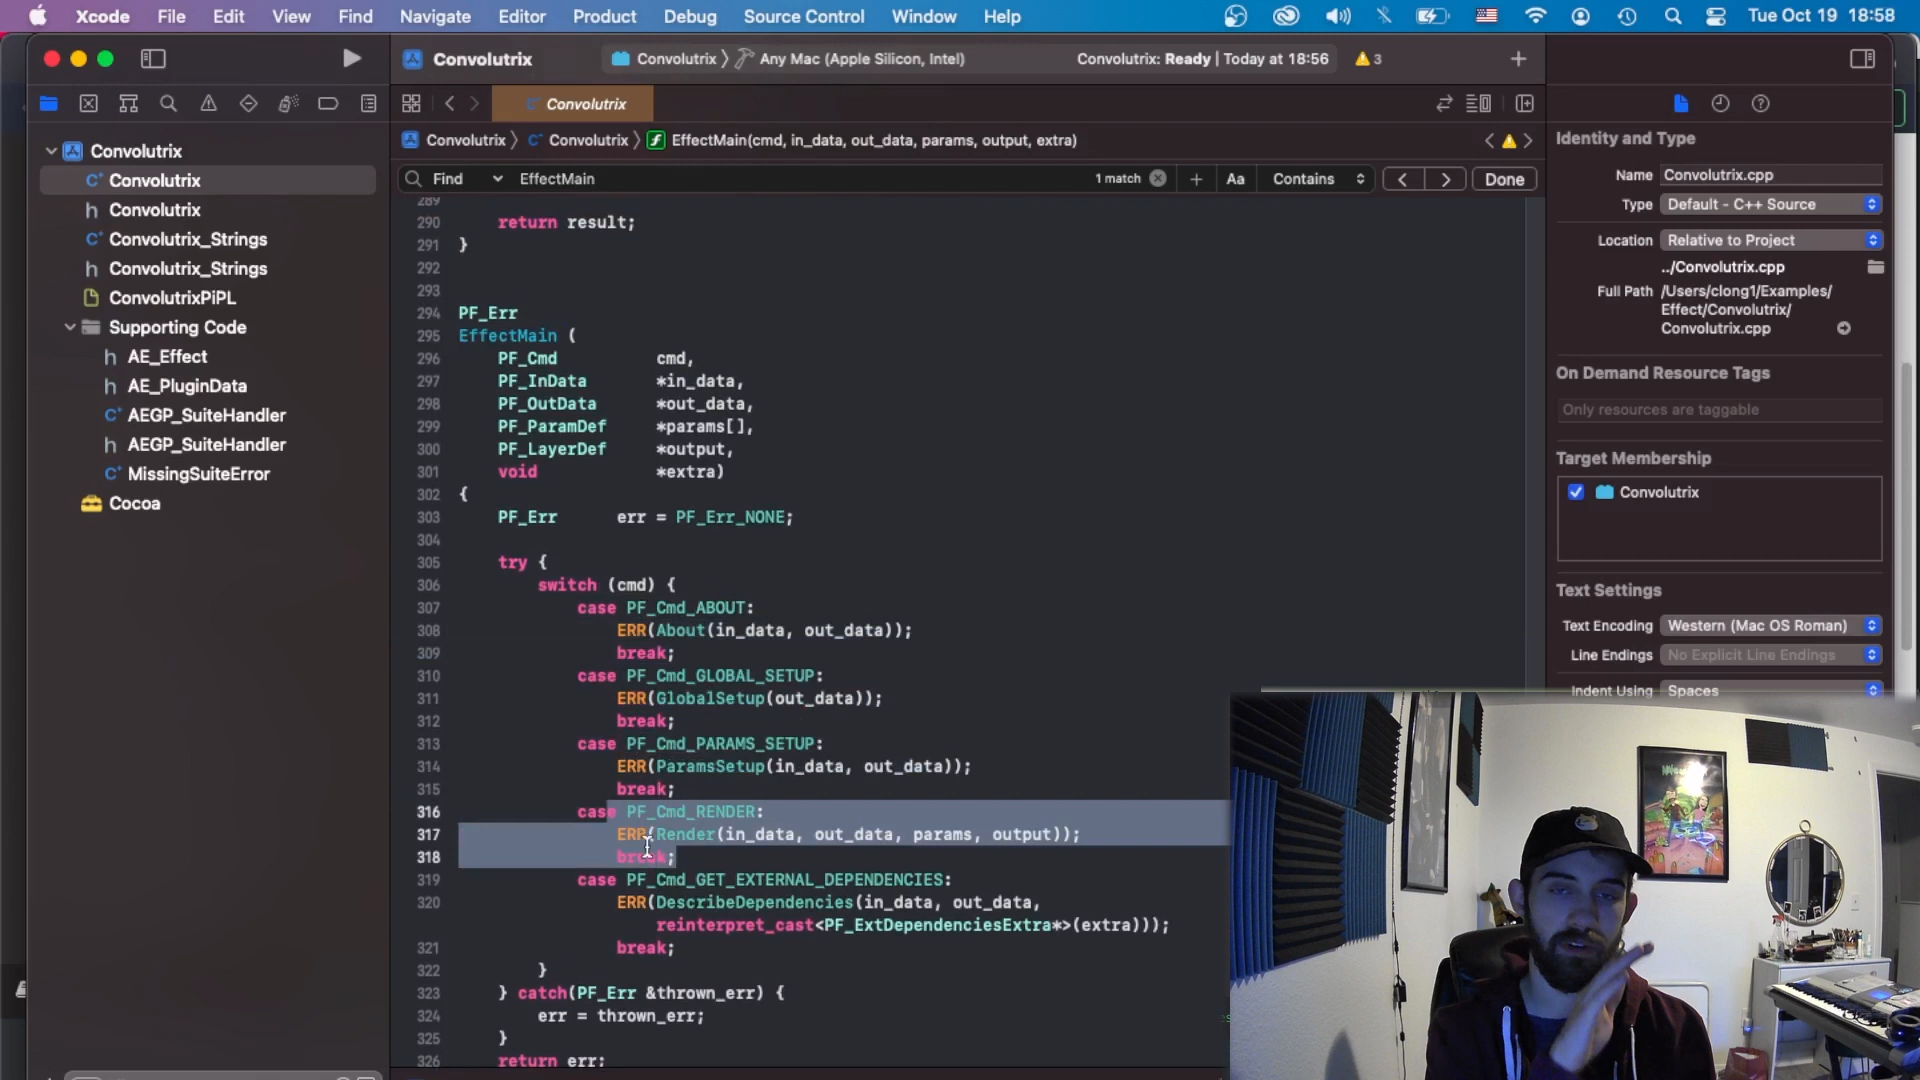 Xcode File Edit View Find Navigate Editor Product Debug Source Control Window Help Tue Oct 19 18:58
Convolutrix Convolutrix Any Mac (Apple Silicon, Intel) Convolutrix: Ready | Today at 18:56 3
Convolutrix
Convolutrix
Convolutrix
Convolutrix_Strings
Convolutrix_Strings
ConvolutrixPiPL
Supporting Code
AE_Effect
AE_PluginData
AEGP_SuiteHandler
AEGP_SuiteHandler
MissingSuiteError
Cocoa
Convolutrix
Convolutrix Convolutrix EffectMain(cmd, in_data, out_data, params, output, extra)
Find EffectMain 1 match Aa Contains Done
289
290 return result;
291 }
292
293
294 PF_Err
295 EffectMain (
296 PF_Cmd cmd,
297 PF_InData *in_data,
298 PF_OutData *out_data,
299 PF_ParamDef *params[],
300 PF_LayerDef *output,
301 void *extra)
302 {
303 PF_Err err = PF_Err_NONE;
304
305 try {
306 switch (cmd) {
307 case PF_Cmd_ABOUT:
308 ERR(About(in_data, out_data));
309 break;
310 case PF_Cmd_GLOBAL_SETUP:
311 ERR(GlobalSetup(out_data));
312 break;
313 case PF_Cmd_PARAMS_SETUP:
314 ERR(ParamsSetup(in_data, out_data));
315 break;
316 case PF_Cmd_RENDER:
317 ERR(Render(in_data, out_data, params, output));
318 break;
319 case PF_Cmd_GET_EXTERNAL_DEPENDENCIES:
320 ERR(DescribeDependencies(in_data, out_data,
reinterpret_cast<PF_ExtDependenciesExtra*>(extra)));
321 break;
322 }
323 } catch(PF_Err &thrown_err) {
324 err = thrown_err;
325 }
326 return err;
Identity and Type
Name Convolutrix.cpp
Type Default - C++ Source
Location Relative to Project
../Convolutrix.cpp
Full Path /Users/clong1/Examples/
Effect/Convolutrix/
Convolutrix.cpp
On Demand Resource Tags
Only resources are taggable
Target Membership
Convolutrix
Text Settings
Text Encoding Western (Mac OS Roman)
Line Endings No Explicit Line Endings
Indent Using Spaces